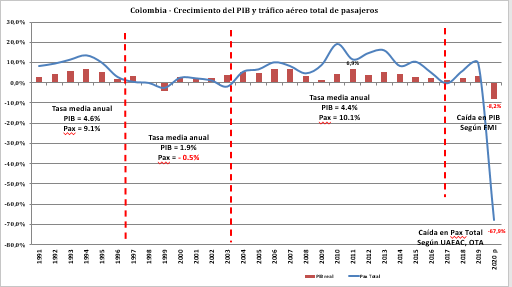 Colombia - Crecimiento del PIB y tráfico aéreo total de pasajeros
30,0%
20,0%
10,0%
0,0%
-10,0%
-20,0%
-30,0%
-40,0%
-50,0%
-60,0%
-70,0%
-80,0%
6,9%
Tasa media anual
PIB = 4.6%
Pax = 9.1%
Tasa media anual
PIB = 1.9%
Pax = - 0.5%
Tasa media anual
PIB = 4.4%
Pax = 10.1%
-8,2%
Caída en PIB
Según FMI
Caída en Pax Total
Según UAEAC, OTA
-67,9%
1991 1992 1993 1994 1995 1996 1997 1998 1999 2000 2001 2002 2003 2004 2005 2006 2007 2008 2009 2010 2011 2012 2013 2014 2015 2016 2017 2018 2019 2020 p
PIB real Pax Total